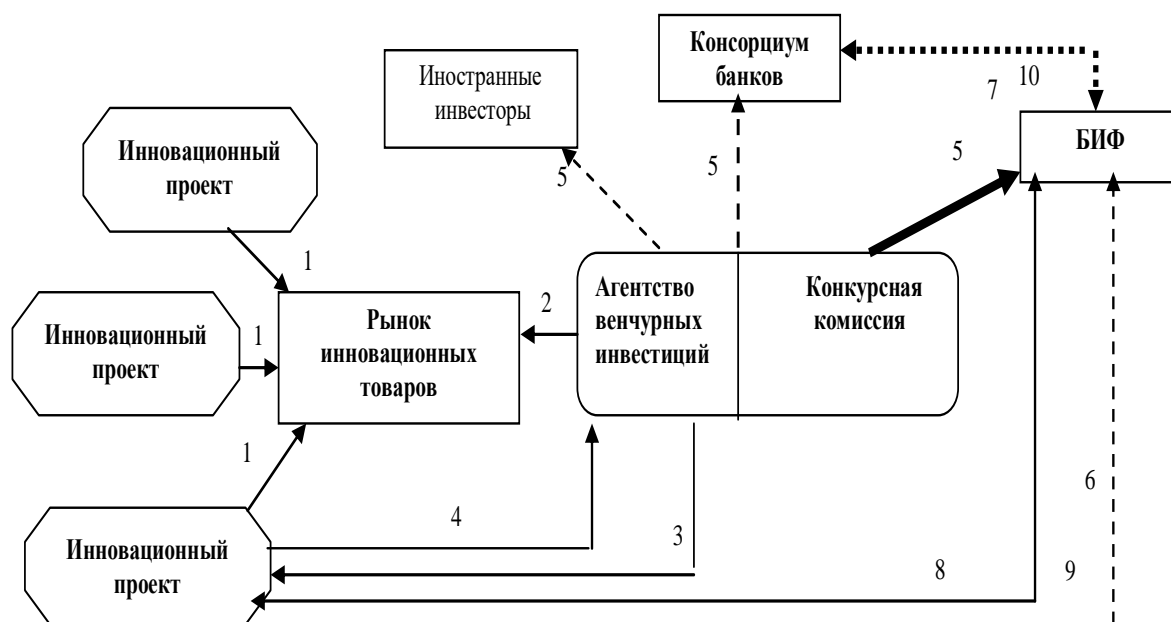 Консорциум
банков
Иностранные
инвесторы
7
10
БИФ
Инновационный
проект
5
5
5
1
Агентство
венчурных
инвестиций
Конкурсная
комиссия
2
Рынок
инновационных
товаров
Инновационный
проект
1
1
6
4
3
Инновационный
проект
8
9